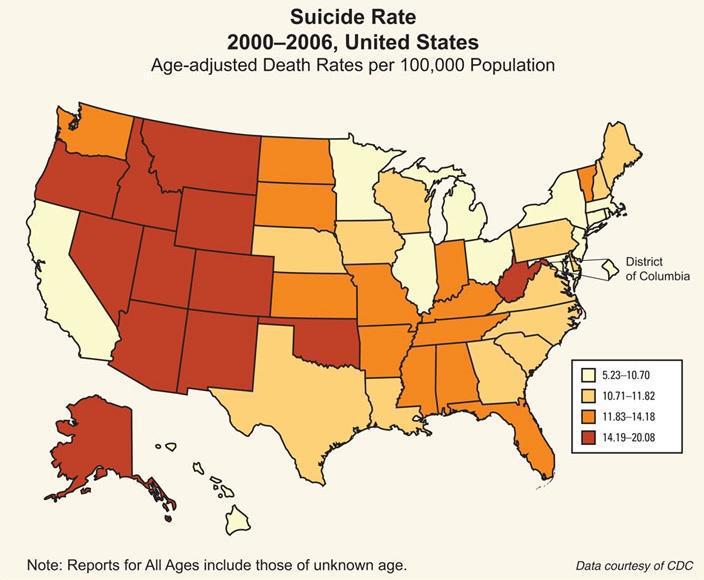 Suicide Rate
2000–2006, United States
Age-adjusted Death Rates per 100,000 Population
District
of Columbia
5.23–10.70
10.71–11.82
11.83–14.18
14.19–20.08
Note: Reports for All Ages include those of unknown age.
Data courtesy of CDC